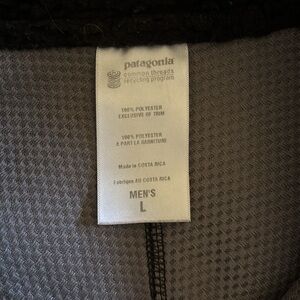 patagonia
common threads
recycling program
100% POLYESTER
EXCLUSIVE OF TRIM
100% POLYESTER
À PART LA GARNITURE
Made in COSTA RICA
Fabriqué AU COSTA RICA
MEN'S
L